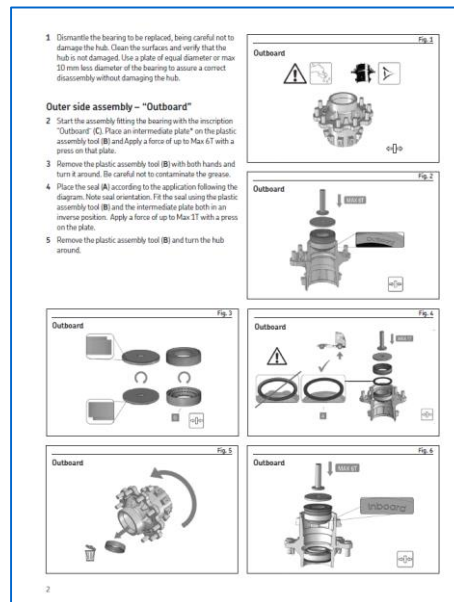 1 Dismantle the bearing to be replaced, being careful not to
damage the hub. Clean the surfaces and verify that the
hub is not damaged. Use a plate of equal diameter or max
10 mm less diameter of the bearing to assure a correct
disassembly without damaging the hub.
Outer side assembly – “Outboard”
2 Start the assembly fitting the bearing with the inscription
“Outboard” (C). Place an intermediate plate* on the plastic
assembly tool (B) and Apply a force of up to Max 6T with a
press on that plate.
3 Remove the plastic assembly tool (B) with both hands and
turn it around. Be careful not to contaminate the grease.
4 Place the seal (A) according to the application following the
diagram. Note seal orientation. Fit the seal using the plastic
assembly tool (B) and the intermediate plate both in an
inverse position. Apply a force of up to Max 1T with a press
on the plate.
5 Remove the plastic assembly tool (B) and turn the hub
around.
Fig. 1
Outboard
Fig. 2
Outboard
MAX 6T
Fig. 3
Outboard
Fig. 4
Outboard
Fig. 5
Outboard
Fig. 6
Outboard
MAX 6T
Inboard
2